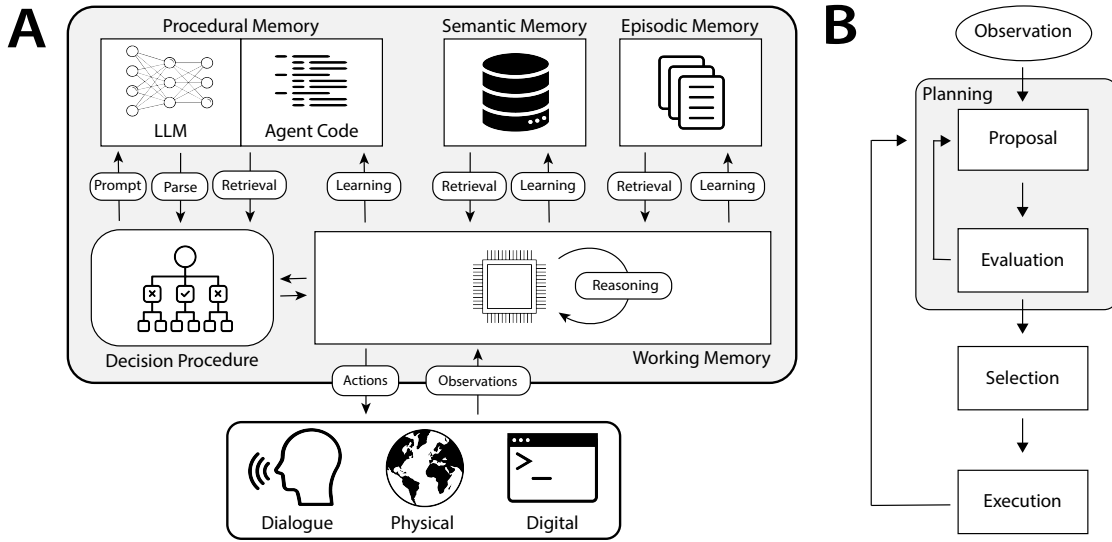 A
Procedural Memory
Semantic Memory
Episodic Memory
LLM
Agent Code
Prompt
Parse
Retrieval
Learning
Retrieval
Learning
Retrieval
Learning
Reasoning
Decision Procedure
Working Memory
Actions
Observations
Dialogue
Physical
Digital
B
Observation
Planning
Proposal
Evaluation
Selection
Execution